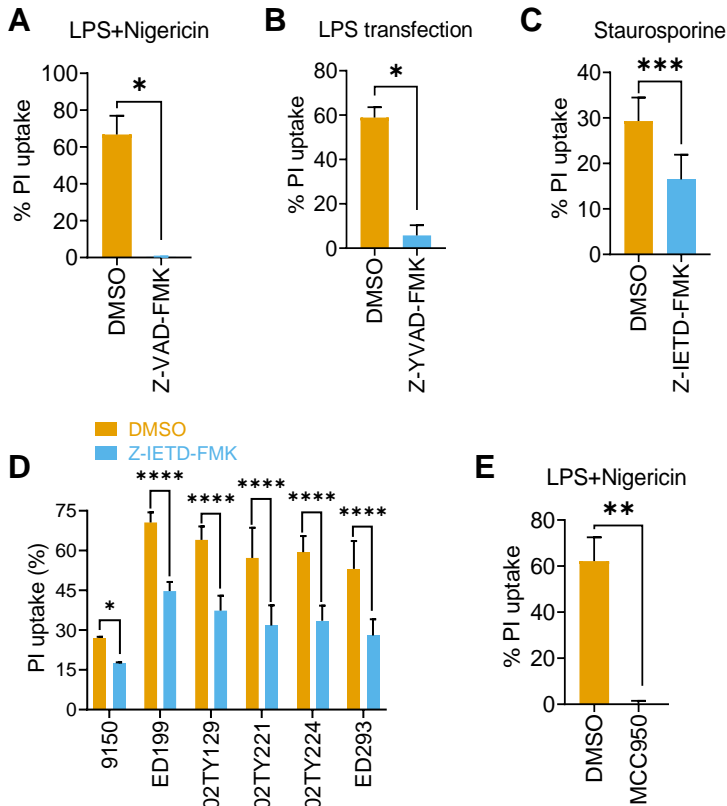 A
LPS+Nigericin
% PI uptake
100
80
60
40
20
0
*
DMSO
Z-VAD-FMK
B
LPS transfection
% PI uptake
80
60
40
20
0
*
DMSO
Z-YVAD-FMK
C
Staurosporine
% PI uptake
40
30
20
10
0
***
DMSO
Z-IETD-FMK
DMSO
Z-IETD-FMK
D
PI uptake (%)
75
60
45
30
15
0
*
****
****
****
****
****
9150
ED199
02TY129
02TY221
02TY224
ED293
E
LPS+Nigericin
% PI uptake
80
60
40
20
0
**
DMSO
MCC950